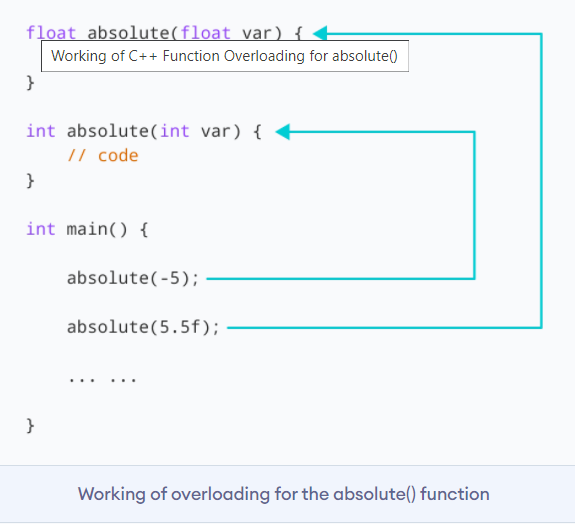 float absolute(float var) {
Working of C++ Function Overloading for absolute()
}
int absolute(int var) {
// code
}
int main() {
absolute(-5);
absolute(5.5f);
... ...
}
Working of overloading for the absolute() function